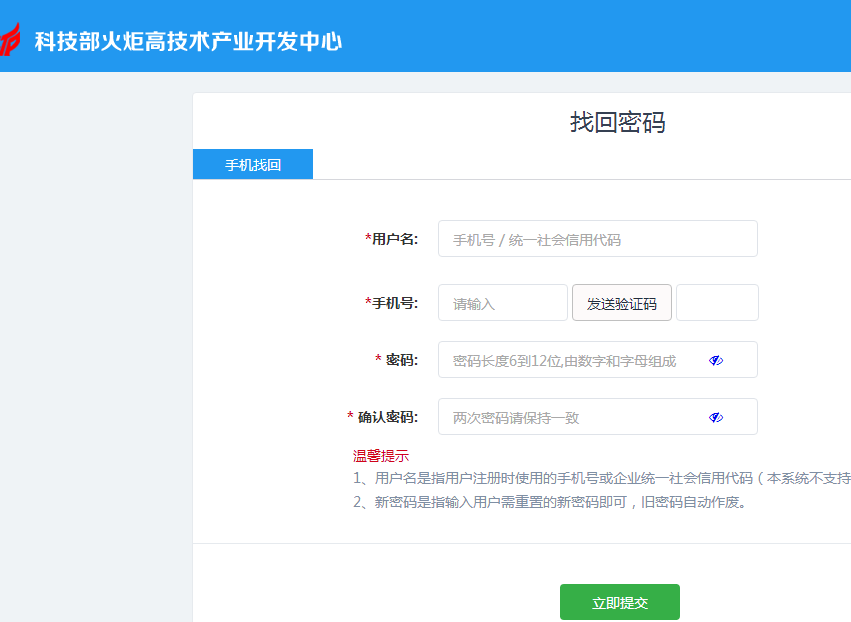 科技部火炬高技术产业开发中心
找回密码
手机找回
*用户名: 手机号 / 统一社会信用代码
*手机号: 请输入 发送验证码
* 密码: 密码长度6到12位,由数字和字母组成
* 确认密码: 两次密码请保持一致
温馨提示
1、用户名是指用户注册时使用的手机号或企业统一社会信用代码（本系统不支持
2、新密码是指输入用户需重置的新密码即可，旧密码自动作废。
立即提交